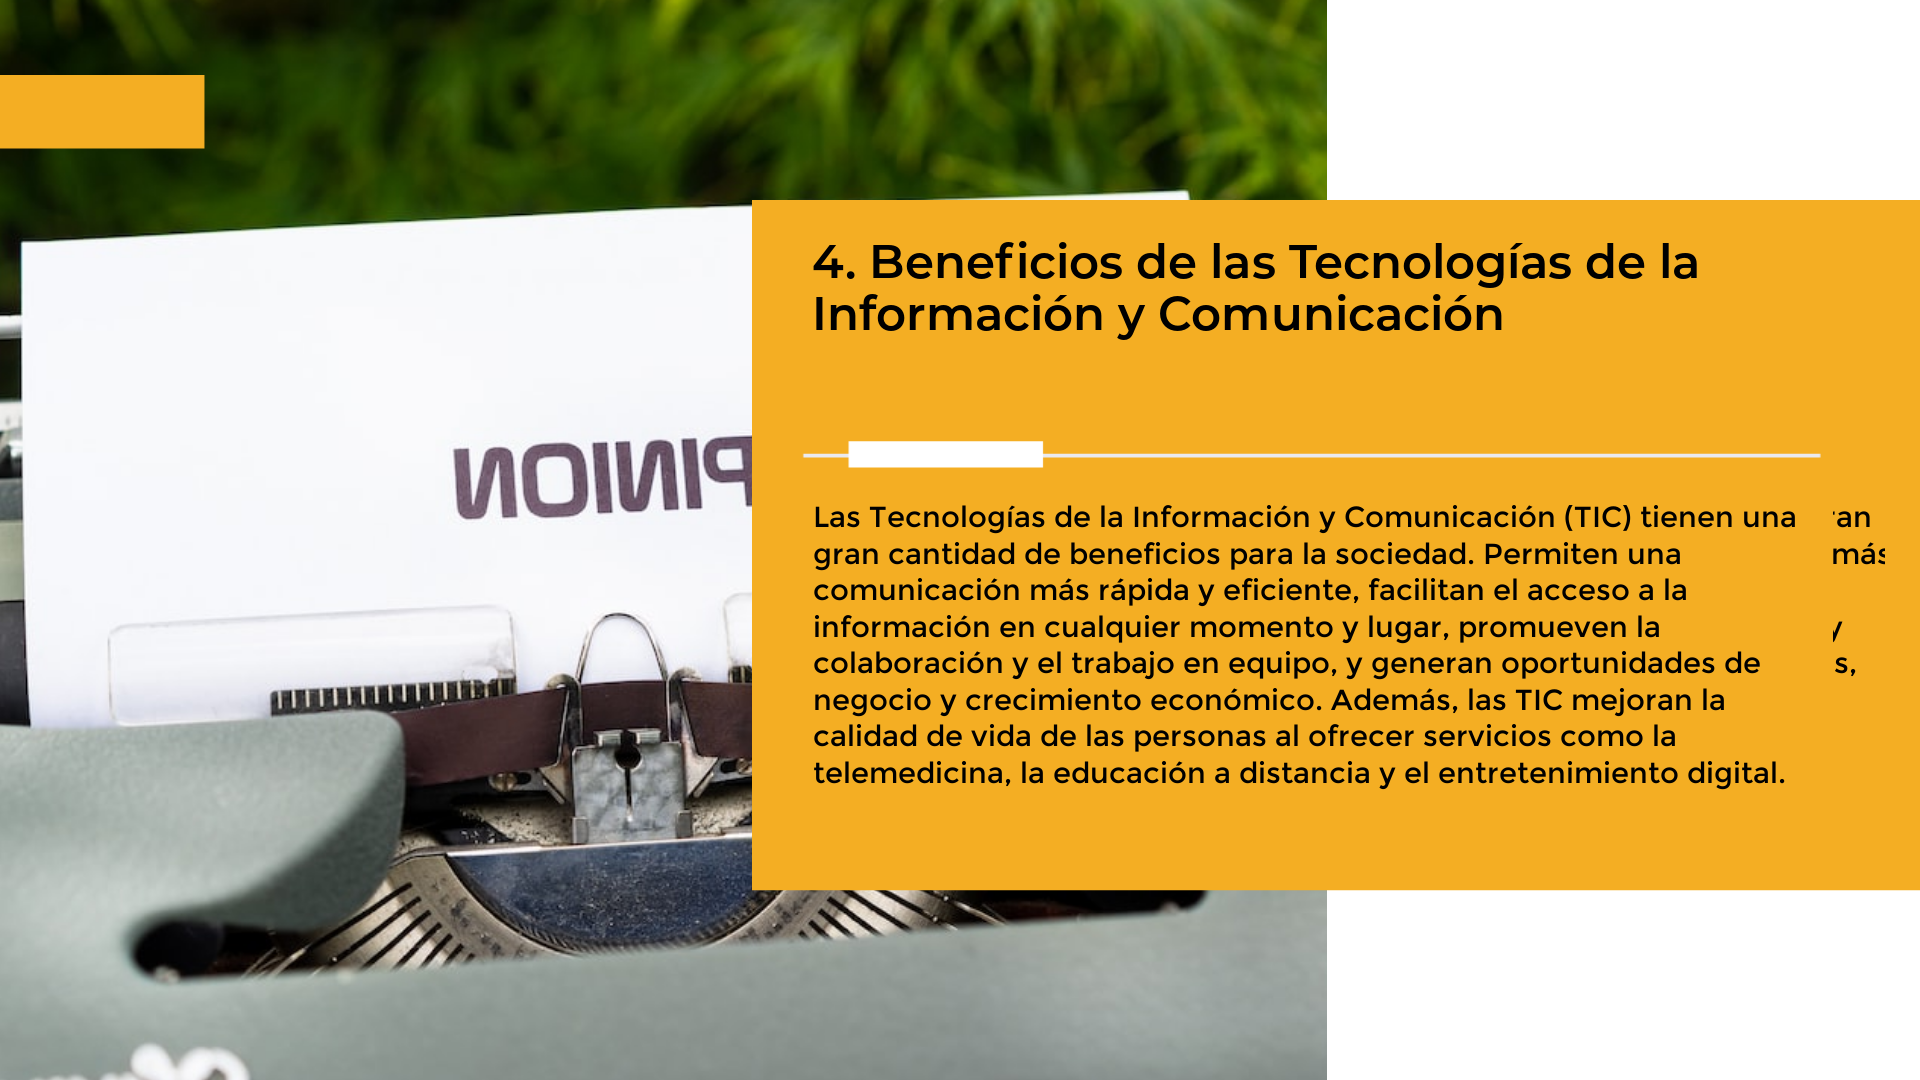 4. Beneficios de las Tecnologías de la
Información y Comunicación
PINION
Las Tecnologías de la Información y Comunicación (TIC) tienen una
gran cantidad de beneficios para la sociedad. Permiten una
comunicación más rápida y eficiente, facilitan el acceso a la
información en cualquier momento y lugar, promueven la
colaboración y el trabajo en equipo, y generan oportunidades de
negocio y crecimiento económico. Además, las TIC mejoran la
calidad de vida de las personas al ofrecer servicios como la
telemedicina, la educación a distancia y el entretenimiento digital.
más
y